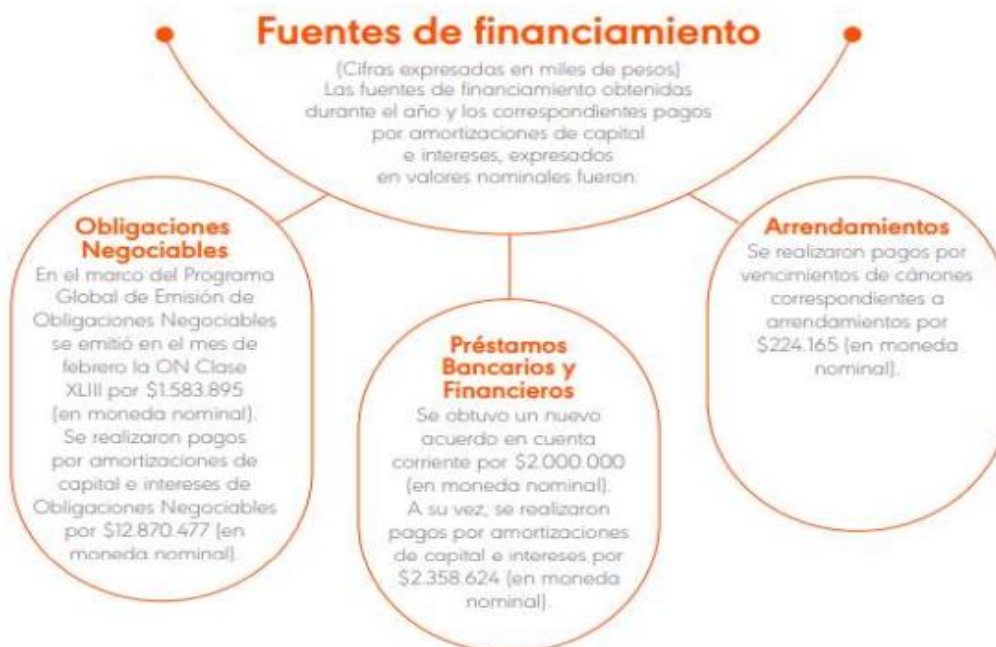 Fuentes de financiamiento
(Cifras expresadas en miles de pesos)
Las fuentes de financiamiento obtenidas
durante el año y los correspondientes pagos
por amortizaciones de capital
e intereses, expresados
en valores nominales fueron:
Obligaciones
Negociables
En el marco del Programa
Global de Emisión de
Obligaciones Negociables
se emitió en el mes de
febrero la ON Clase
XLIII por $1.583.895
(en moneda nominal).
Se realizaron pagos
por amortizaciones de
capital e intereses de
Obligaciones Negociables
por $12.870.477 (en
moneda nominal).
Préstamos
Bancarios y
Financieros
Se obtuvo un nuevo
acuerdo en cuenta
corriente por $2.000.000
(en moneda nominal).
A su vez, se realizaron
pagos por amortizaciones
de capital e intereses por
$2.358.624 (en moneda
nominal).
Arrendamientos
Se realizaron pagos por
vencimientos de cánones
correspondientes a
arrendamientos por
$224.165 (en moneda
nominal).